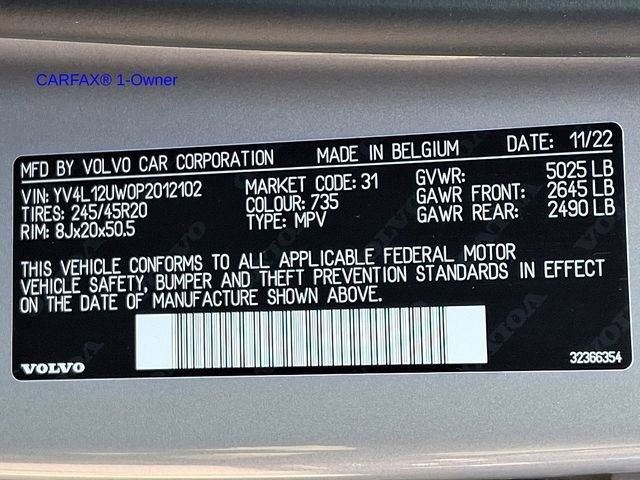 CARFAX® 1-Owner
MFD BY VOLVO CAR CORPORATION MADE IN BELGIUM DATE: 11/22
VIN: YV4L12UW0P2012102 MARKET CODE: 31 GVWR: 5025 LB
TIRES: 245/45R20 COLOUR: 735 GAWR FRONT: 2645 LB
RIM: 8Jx20x50.5 TYPE: MPV GAWR REAR: 2490 LB
THIS VEHICLE CONFORMS TO ALL APPLICABLE FEDERAL MOTOR
VEHICLE SAFETY, BUMPER AND THEFT PREVENTION STANDARDS IN EFFECT
ON THE DATE OF MANUFACTURE SHOWN ABOVE.
VOLVO 32366354